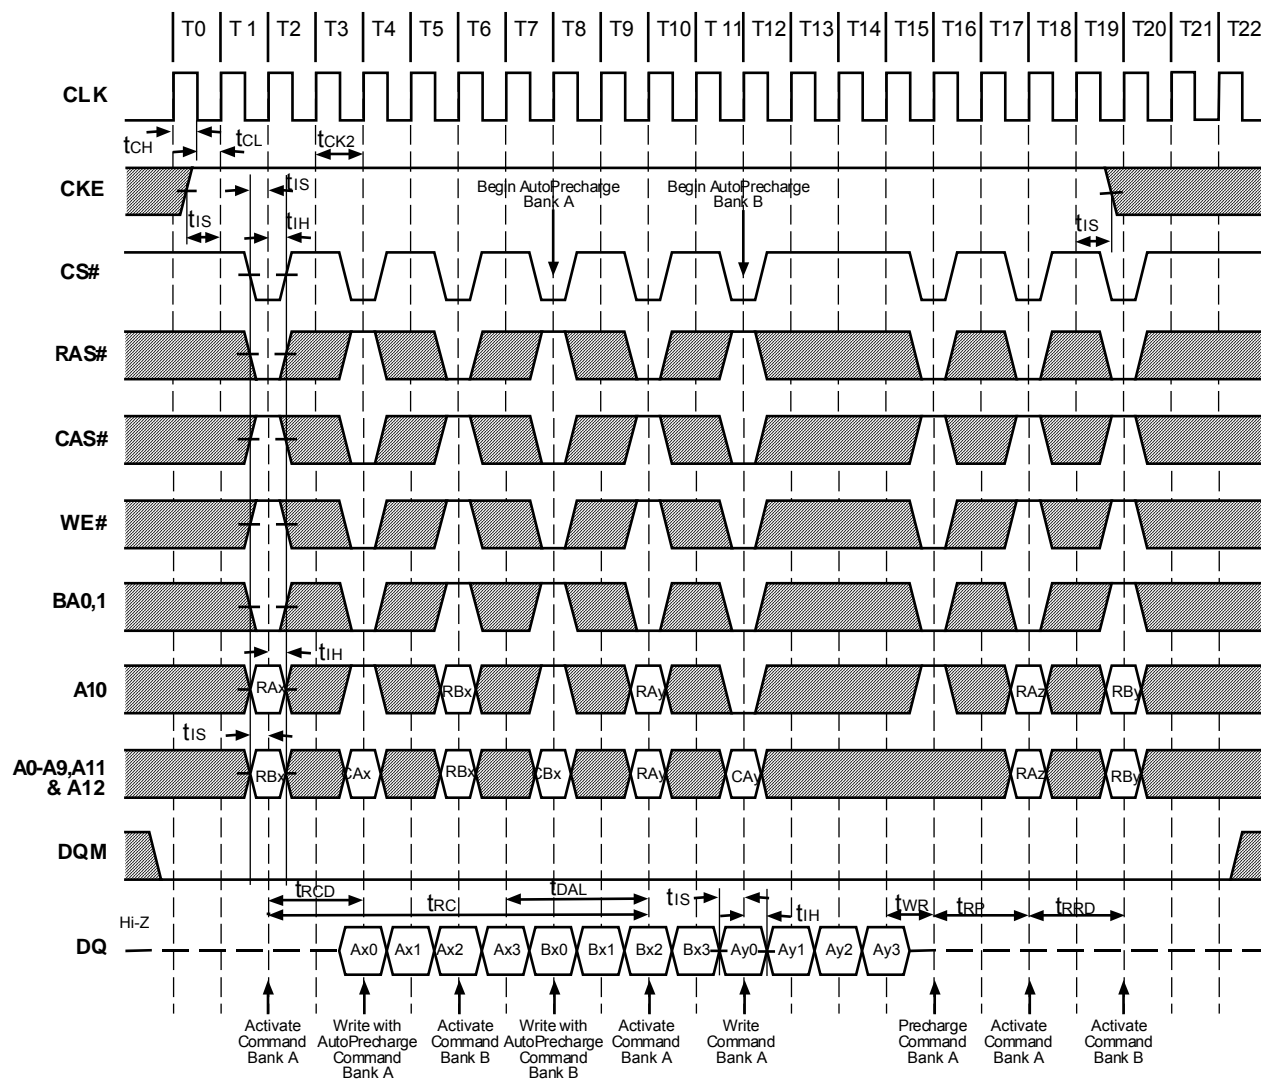 T0 T 1 T2 T3 T4 T5 T6 T7 T8 T9 T10 T 11 T12 T13 T14 T15 T16 T17 T18 T19 T20 T21 T22
CLK
tCH tCL tCK2
CKE
tIS
Begin AutoPrecharge
Bank A
Begin AutoPrecharge
Bank B
tIS tIH tIS
CS#
RAS#
CAS#
WE#
BA0,1
tIH
A10 RAx RBx RAy RAz RBy
tIS
A0-A9,A11
& A12
RBx CAx RBx CBx RAy CAy RAz RBy
DQM
tRCD tDAL tIS
tRC tIH tWR tRP tRRD
Hi-Z
DQ Ax0 Ax1 Ax2 Ax3 Bx0 Bx1 Bx2 Bx3 Ay0 Ay1 Ay2 Ay3
Activate
Command
Bank A
Write with
AutoPrecharge
Command
Bank A
Activate
Command
Bank B
Write with
AutoPrecharge
Command
Bank B
Activate
Command
Bank A
Write
Command
Bank A
Precharge
Command
Bank A
Activate
Command
Bank A
Activate
Command
Bank B